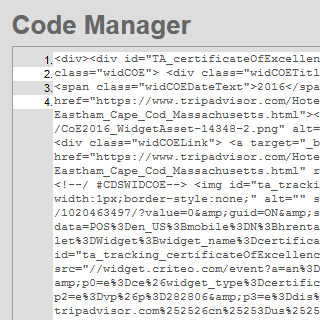 Code Manager
1. <div><div id="TA_certificateOfExcellen
2. class="widCOE"> <div class="widCOETitl
3. <span class="widCOEDateText">2016</spa
4. href="https://www.tripadvisor.com/Hote
Eastham_Cape_Cod_Massachusetts.html"><
/CoE2016_WidgetAsset-14348-2.png" alt=
<div class="widCOELink"> <a target="_b
href="https://www.tripadvisor.com/Hote
Eastham_Cape_Cod_Massachusetts.html" r
<!--/ #CDSWIDCOE--> <img id="ta_tracki
width:1px;border-style:none;" alt="" s
/1020463497/?value=0&amp;guid=ON&amp;s
data=POS%3Den_US%3Bmobile%3DN%3Bhrenta
let%3DWidget%3Bwidget_name%3Dcertifica
id="ta_tracking_certificateOfExcellenc
src="//widget.criteo.com/event?a=an%3D
amp;p0=e%3Dce%26widget_type%3Dcertific
p2=e%3Dvp%26p%3D282806&amp;p3=e%3Ddis%
tripadvisor.com%252526cn%25253Dus%2525